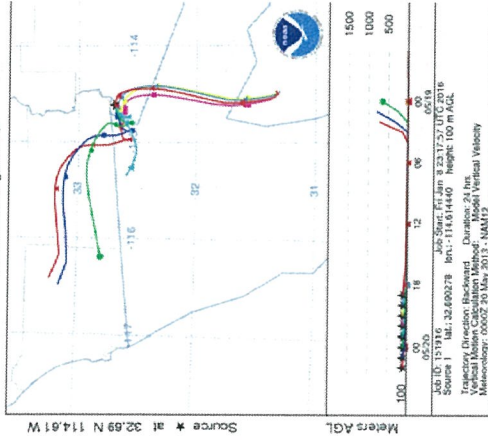 Source ★ at 32.69 N 114.61 W
-114
33
-116
32
-117
31
noaa
Meters AGL
1500
1000
500
100
00
18
12
06
00
05/20
05/19
Job ID: 151916 Job Start: Fri Jan 8 23:17:57 UTC 2016
Source 1 lat.: 32.690278 lon.: -114.614440 height: 100 m AGL
Trajectory Direction: Backward Duration: 24 hrs
Vertical Motion Calculation Method: Model Vertical Velocity
Meteorology: 0000Z 20 May 2013 - NAM12